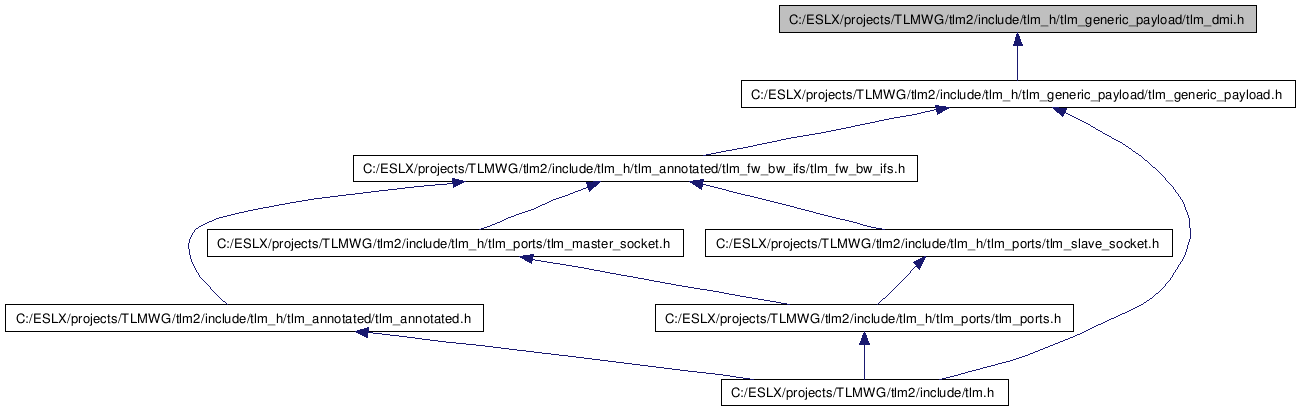 C:/ESLX/projects/TLMWG/tlm2/include/tlm_h/tlm_generic_payload/tlm_dmi.h
C:/ESLX/projects/TLMWG/tlm2/include/tlm_h/tlm_generic_payload/tlm_generic_payload.h
C:/ESLX/projects/TLMWG/tlm2/include/tlm_h/tlm_annotated/tlm_fw_bw_ifs/tlm_fw_bw_ifs.h
C:/ESLX/projects/TLMWG/tlm2/include/tlm_h/tlm_ports/tlm_master_socket.h
C:/ESLX/projects/TLMWG/tlm2/include/tlm_h/tlm_ports/tlm_slave_socket.h
C:/ESLX/projects/TLMWG/tlm2/include/tlm_h/tlm_annotated/tlm_annotated.h
C:/ESLX/projects/TLMWG/tlm2/include/tlm_h/tlm_ports/tlm_ports.h
C:/ESLX/projects/TLMWG/tlm2/include/tlm.h